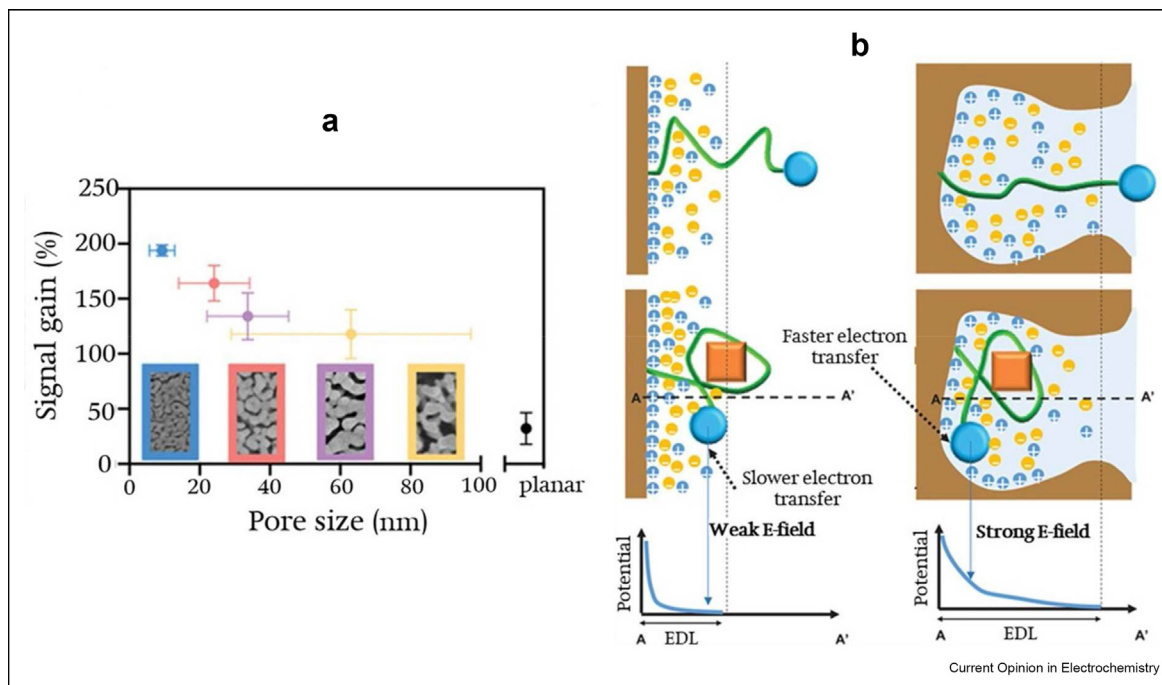 a
250
200
150
100
50
0
Signal gain (%)
0
20
40
60
80
100
planar
Pore size (nm)
b
Faster electron
transfer
A
A'
A
A'
Slower electron
transfer
Weak E-field
Strong E-field
Potential
Potential
A
EDL
A'
A
EDL
A'
Current Opinion in Electrochemistry